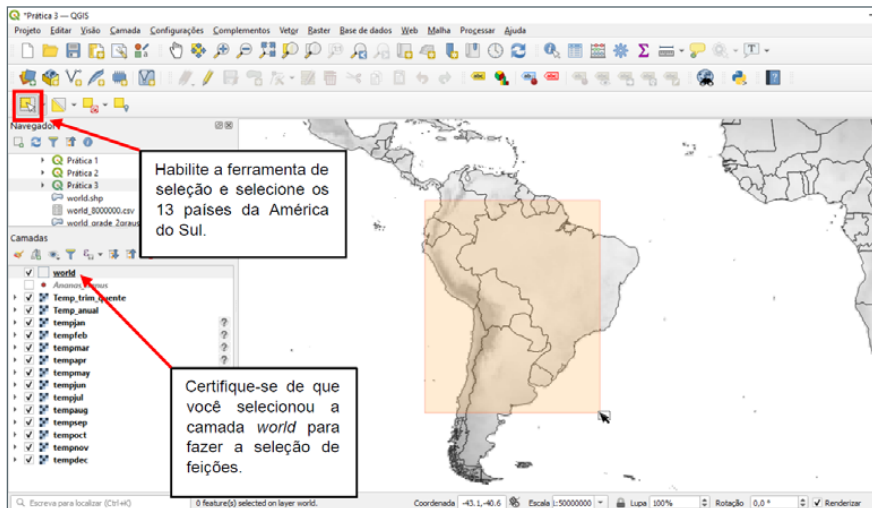 *Prática 3 — QGIS
Projeto Editar Visão Camada Configurações Complementos Vetor Raster Base de dados Web Malha Processar Ajuda
Navegador
Prática 1
Prática 2
Prática 3
world.shp
world_8000000.csv
Habilite a ferramenta de
seleção e selecione os
13 países da América
do Sul.
Camadas
world
Temp_trim_quente
Temp_anual
tempjan
tempfeb
tempmar
tempapr
tempmay
tempjun
tempjul
tempaug
tempsep
tempoct
tempnov
tempdec
Certifique-se de que
você selecionou a
camada world para
fazer a seleção de
feições.
Escreva para localizar (Ctrl+K) 0 feature(s) selected on layer world. Coordenada -43.1,-40.6 Escala 1:50000000 Lupa 100% Rotação 0,0 ° Renderizar